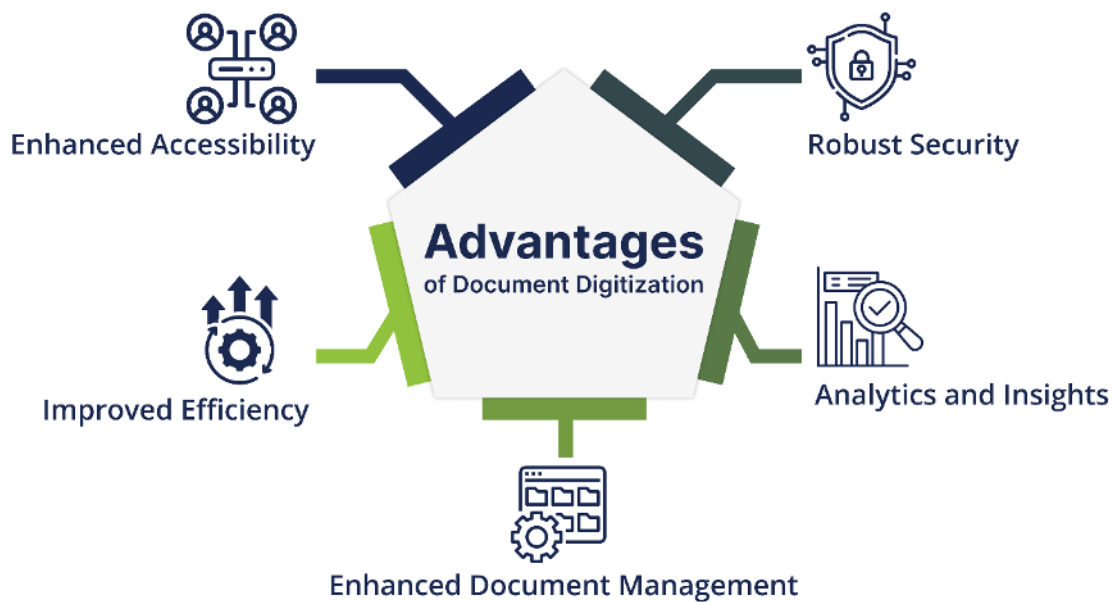 Enhanced Accessibility
Robust Security
Advantages
of Document Digitization
Improved Efficiency
Analytics and Insights
Enhanced Document Management